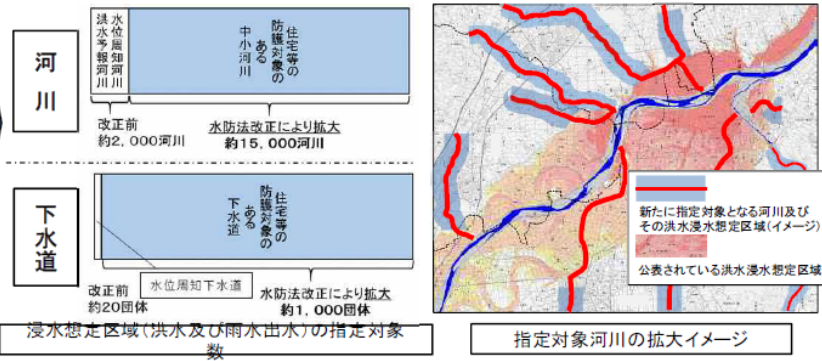 河川
洪水予報河川
水位周知河川
住宅等の
防護対象の
ある
中小河川
改正前
約2,000河川
水防法改正により拡大
約15,000河川
下水道
住宅等の
防護対象の
ある
下水道
水位周知下水道
改正前
約20団体
水防法改正により拡大
約1,000団体
浸水想定区域(洪水及び雨水出水)の指定対象
数
新たに指定対象となる河川及び
その洪水浸水想定区域(イメージ)
公表されている洪水浸水想定区域
指定対象河川の拡大イメージ